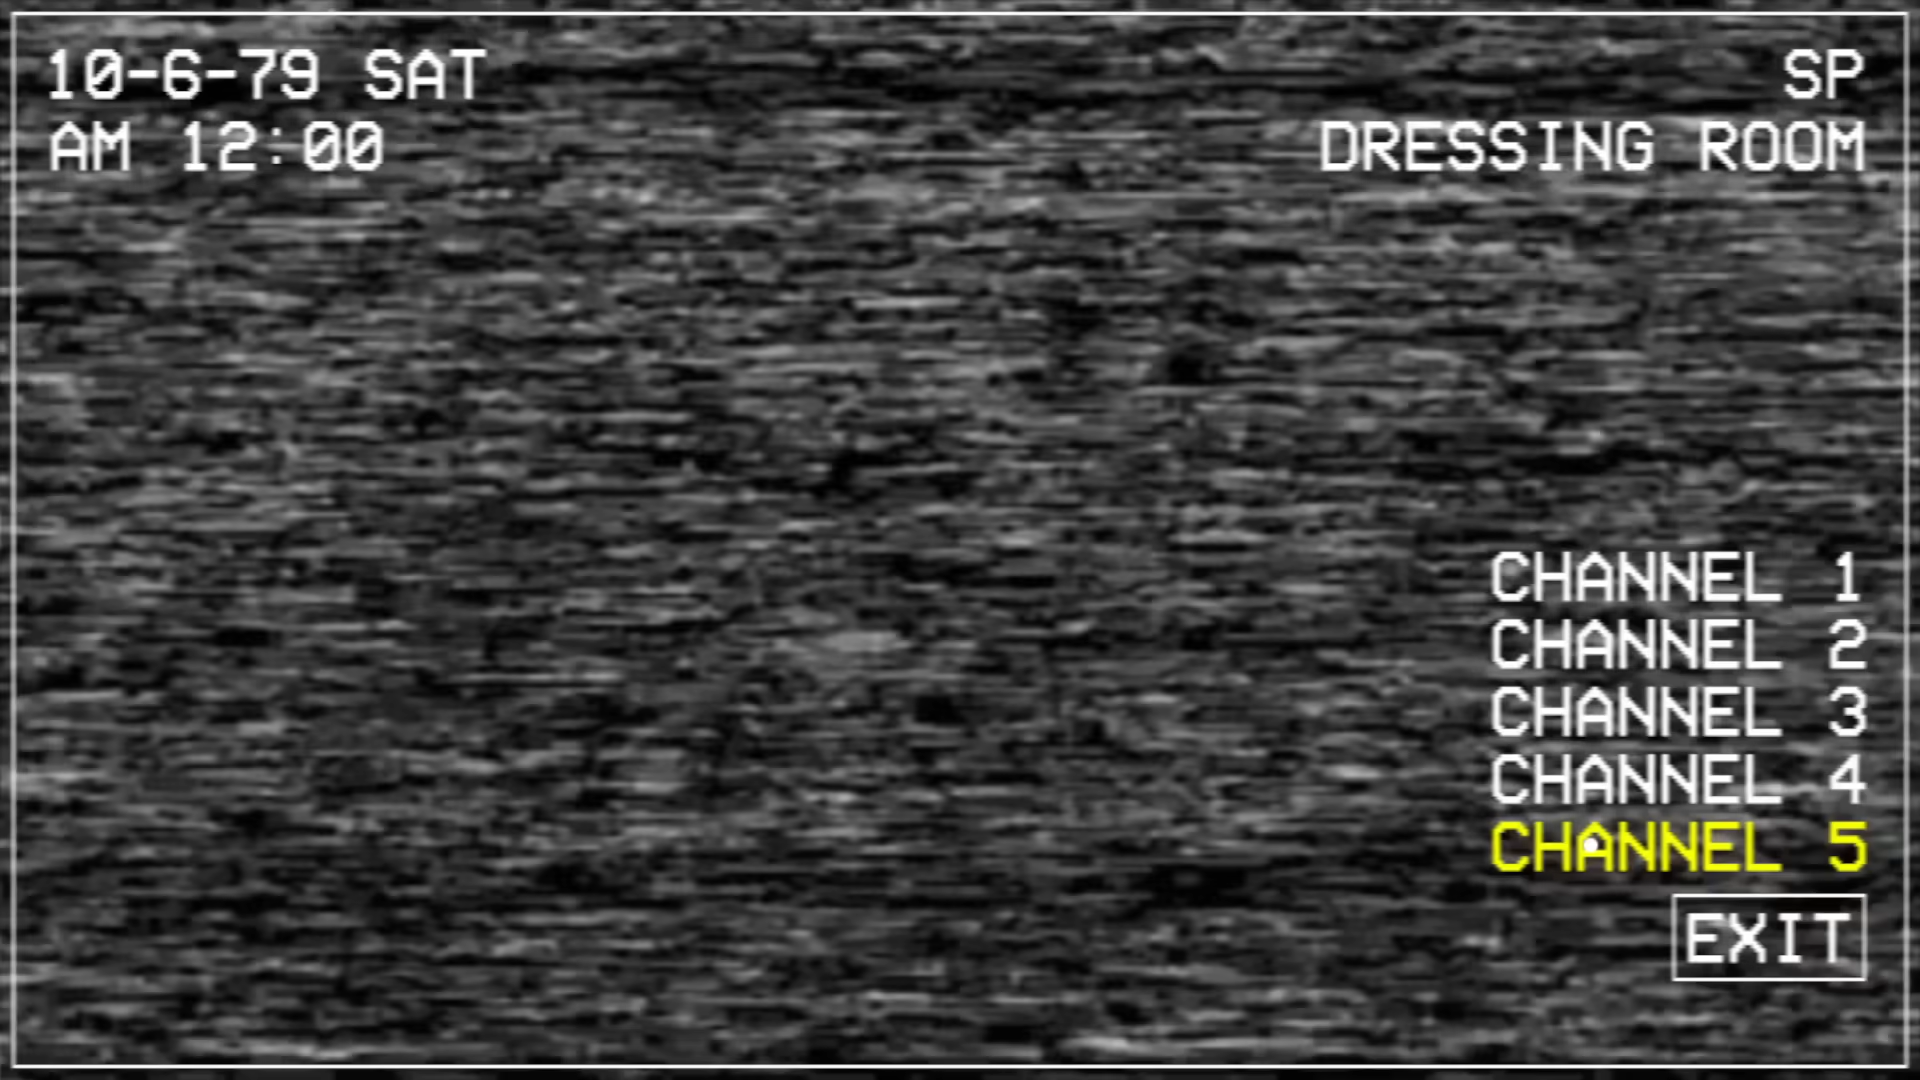 10-6-79 SAT
AM 12:00
SP
DRESSING ROOM
CHANNEL 1
CHANNEL 2
CHANNEL 3
CHANNEL 4
CHANNEL 5
EXIT